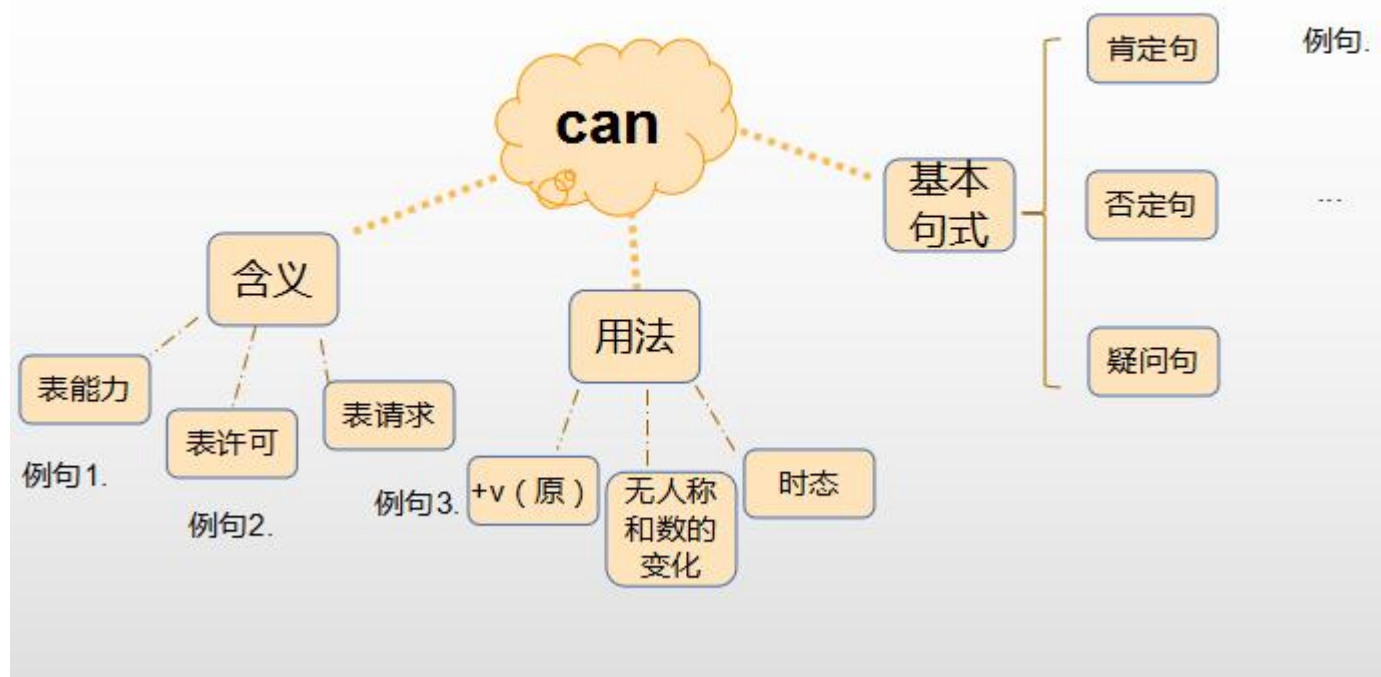 can
含义
表能力
例句1.
表许可
例句2.
表请求
例句3.
用法
+v（原）
无人称
和数的
变化
时态
基本
句式
肯定句
例句.
否定句
...
疑问句